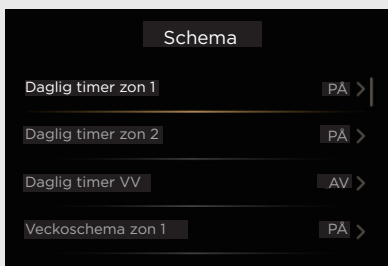 Schema
Daglig timer zon 1 PÅ
Daglig timer zon 2 PÅ
Daglig timer VV AV
Veckoschema zon 1 PÅ